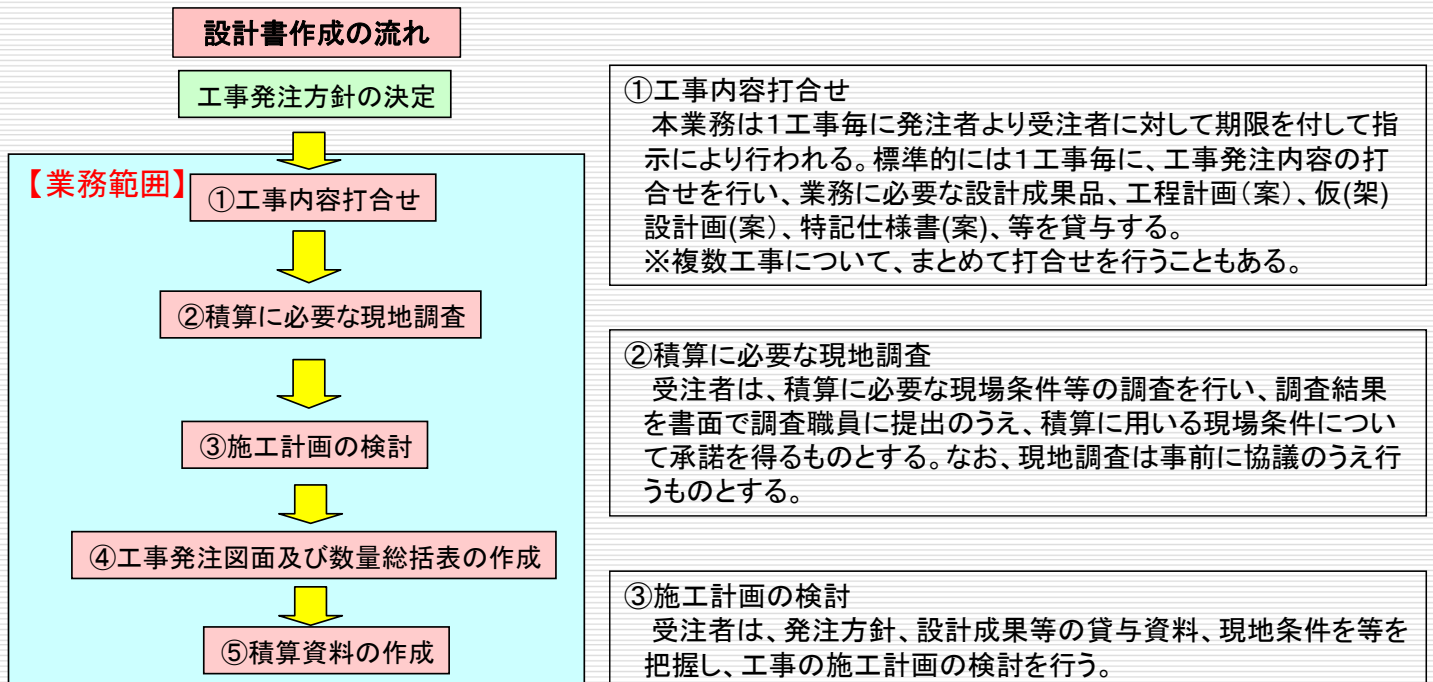 設計書作成の流れ
工事発注方針の決定
【業務範囲】
①工事内容打合せ
②積算に必要な現地調査
③施工計画の検討
④工事発注図面及び数量総括表の作成
⑤積算資料の作成
①工事内容打合せ
本業務は1工事毎に発注者より受注者に対して期限を付して指
示により行われる。標準的には1工事毎に、工事発注内容の打
合せを行い、業務に必要な設計成果品、工程計画(案)、仮(架)
設計画(案)、特記仕様書(案)、等を貸与する。
※複数工事について、まとめて打合せを行うこともある。
②積算に必要な現地調査
受注者は、積算に必要な現場条件等の調査を行い、調査結果
を書面で調査職員に提出のうえ、積算に用いる現場条件につい
て承諾を得るものとする。なお、現地調査は事前に協議のうえ行
うものとする。
③施工計画の検討
受注者は、発注方針、設計成果等の貸与資料、現地条件を等を
把握し、工事の施工計画の検討を行う。